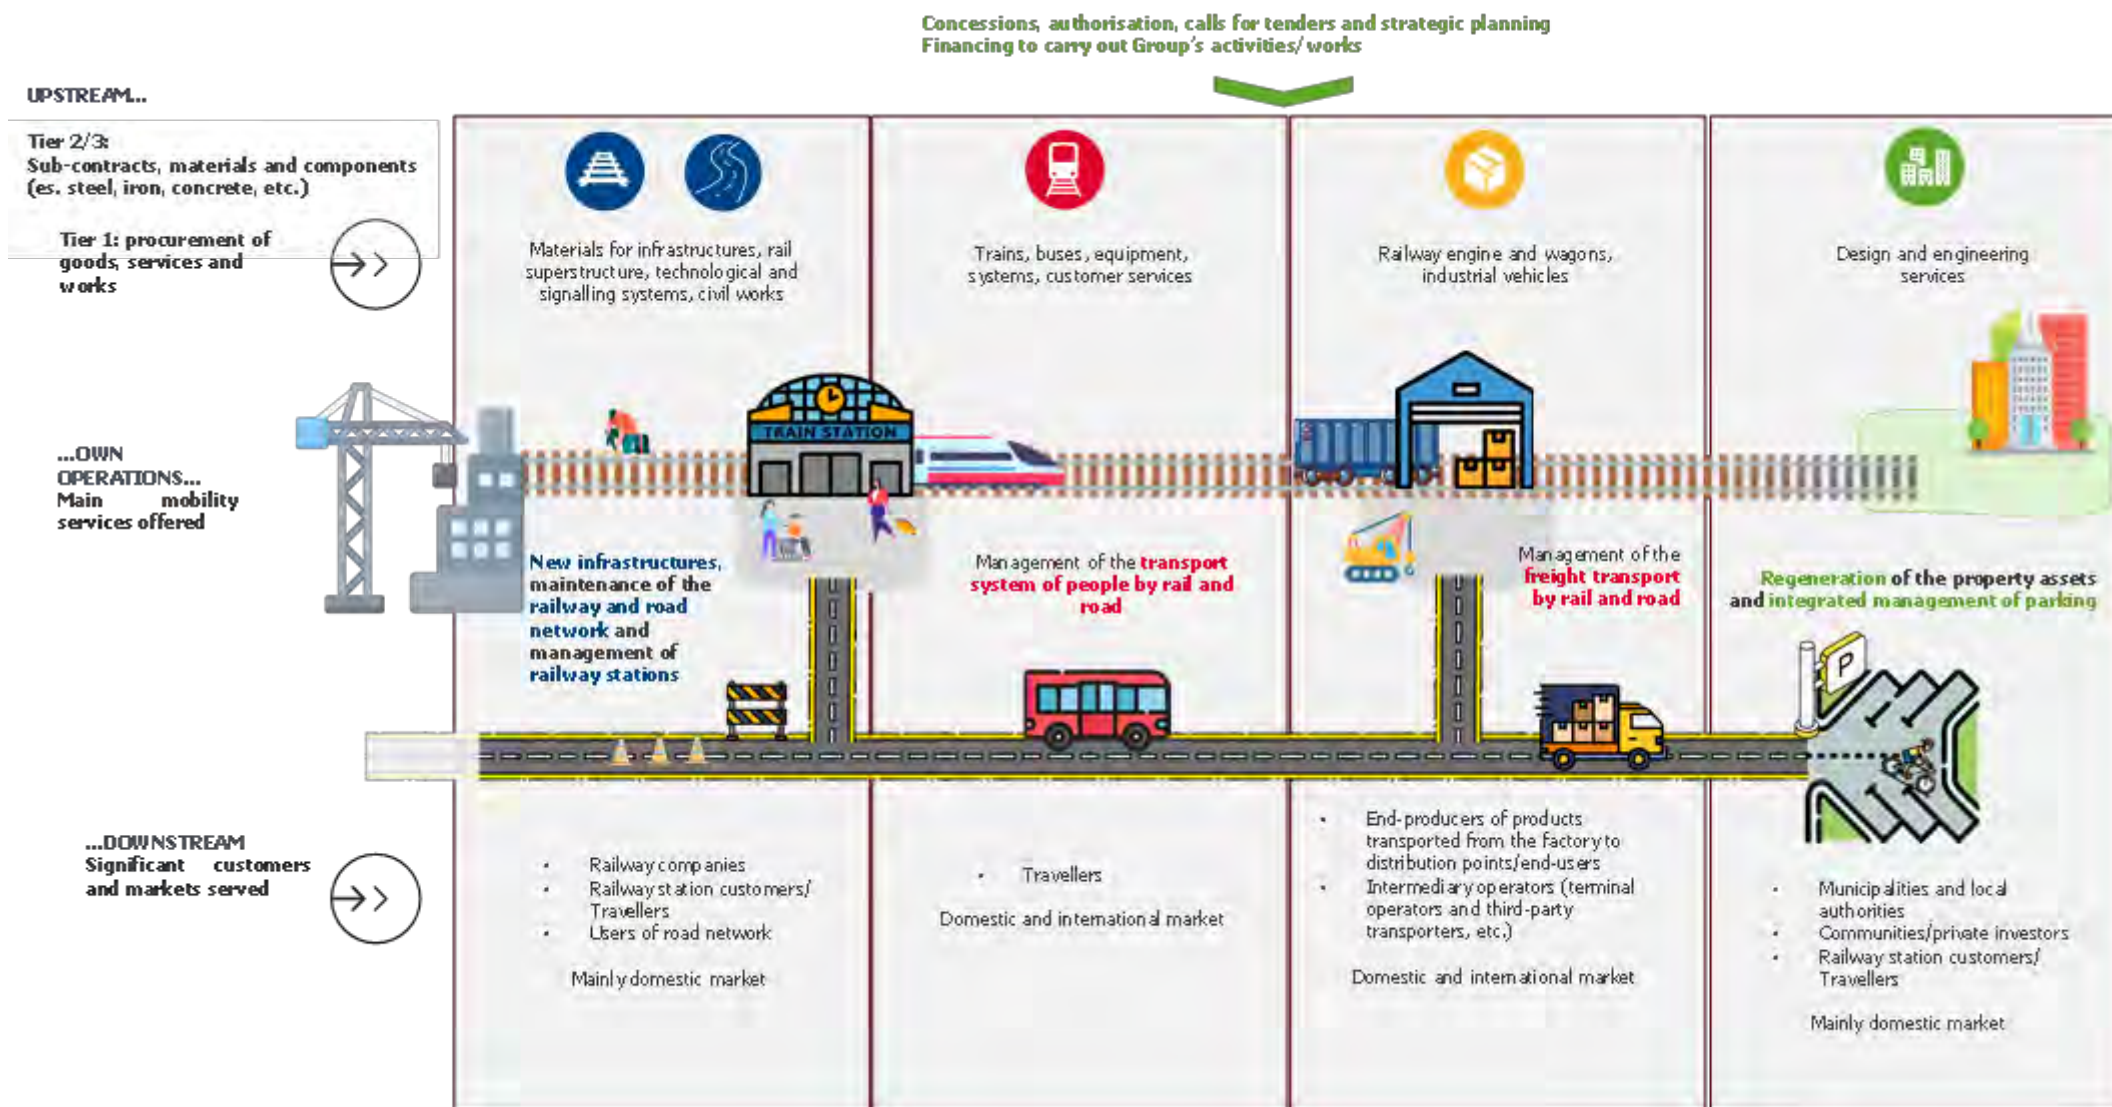 Concessions, authorisation, calls for tenders and strategic planning
Financing to carry out Group's activities/works
UPSTREAM...
Tier 2/3:
Sub-contracts, materials and components
(es. steel, iron, concrete, etc.)
Tier 1: procurement of
goods, services and
works
Materials for infrastructures, rail
superstructure, technological and
signalling systems, civil works
Trains, buses, equipment,
systems, customer services
Railway engine and wagons,
industrial vehicles
Design and engineering
services
...OWN
OPERATIONS...
Main mobility
services offered
TRAIN STATION
New infrastructures,
maintenance of the
railway and road
network and
management of
railway stations
Management of the transport
system of people by rail and
road
Management of the
freight transport
by rail and road
Regeneration of the property assets
and integrated management of parking
P
...DOWNSTREAM
Significant customers
and markets served
• Railway companies
• Railway station customers/
Travellers
• Users of road network
Mainly domestic market
• Travellers
Domestic and international market
• End-producers of products
transported from the factory to
distribution points/end-users
• Intermediary operators (terminal
operators and third-party
transporters, etc.)
Domestic and international market
• Municipalities and local
authorities
• Communities/private investors
• Railway station customers/
Travellers
Mainly domestic market